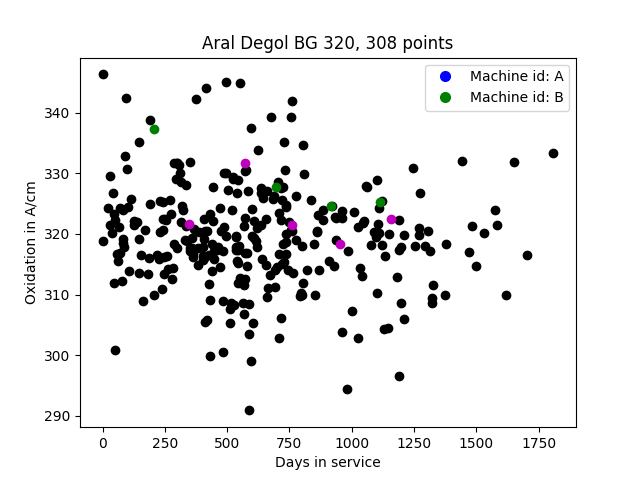 Aral Degol BG 320, 308 points
Machine id: A
Machine id: B
Oxidation in A/cm
340
330
320
310
300
290
0 250 500 750 1000 1250 1500 1750
Days in service